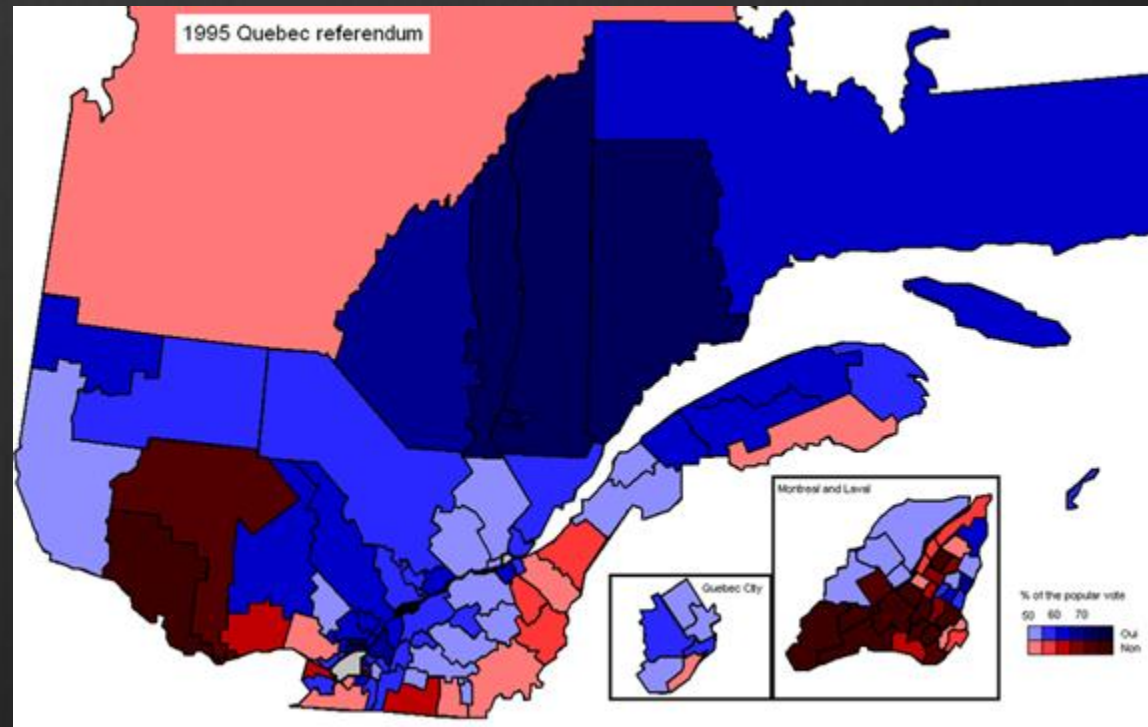 1995 Quebec referendum
Montreal and Laval
Quebec City
% of the popular vote
50 60 70
Oui
Non